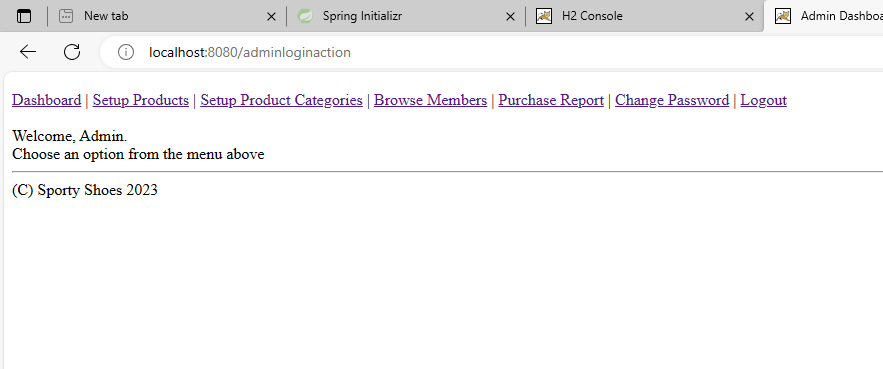 New tab
Spring Initializr
H2 Console
Admin Dashboa
localhost:8080/adminloginaction
Dashboard | Setup Products | Setup Product Categories | Browse Members | Purchase Report | Change Password | Logout
Welcome, Admin.
Choose an option from the menu above
(C) Sporty Shoes 2023